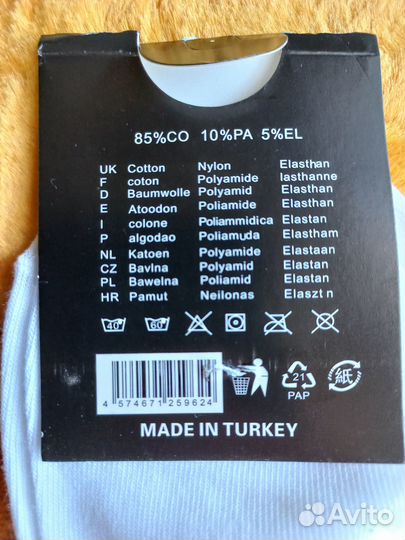 85%CO 10%PA 5%EL
UK Cotton Nylon Elasthan
F coton Polyamide lasthanne
D Baumwolle Polyamid Elasthan
E Atoodon Poliamide Elasthan
I colone Poliammidica Elastan
P algodao Poliamuda Elastham
NL Katoen Polyamide Elastaan
CZ Bavlna Polyamid Elastan
PL Bawelna Poliamid Elastan
HR Pamut Neilonas Elaszt n
40° 60°
4 574671 259624
21
PAP
紙
MADE IN TURKEY
Avito